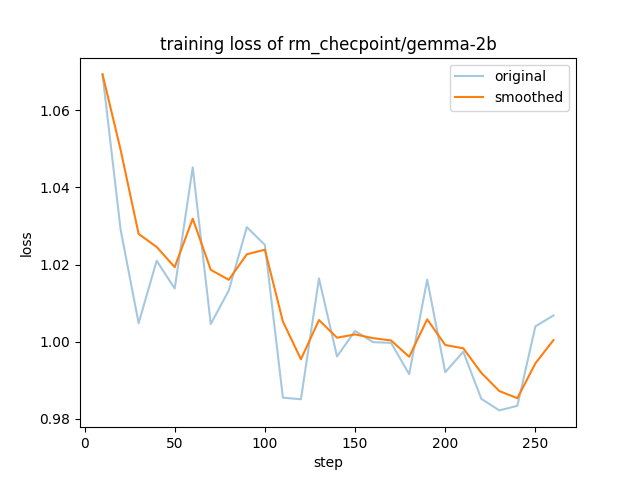 training loss of rm_checpoint/gemma-2b
original
smoothed
1.06
1.04
1.02
1.00
0.98
loss
0
50
100
150
200
250
step